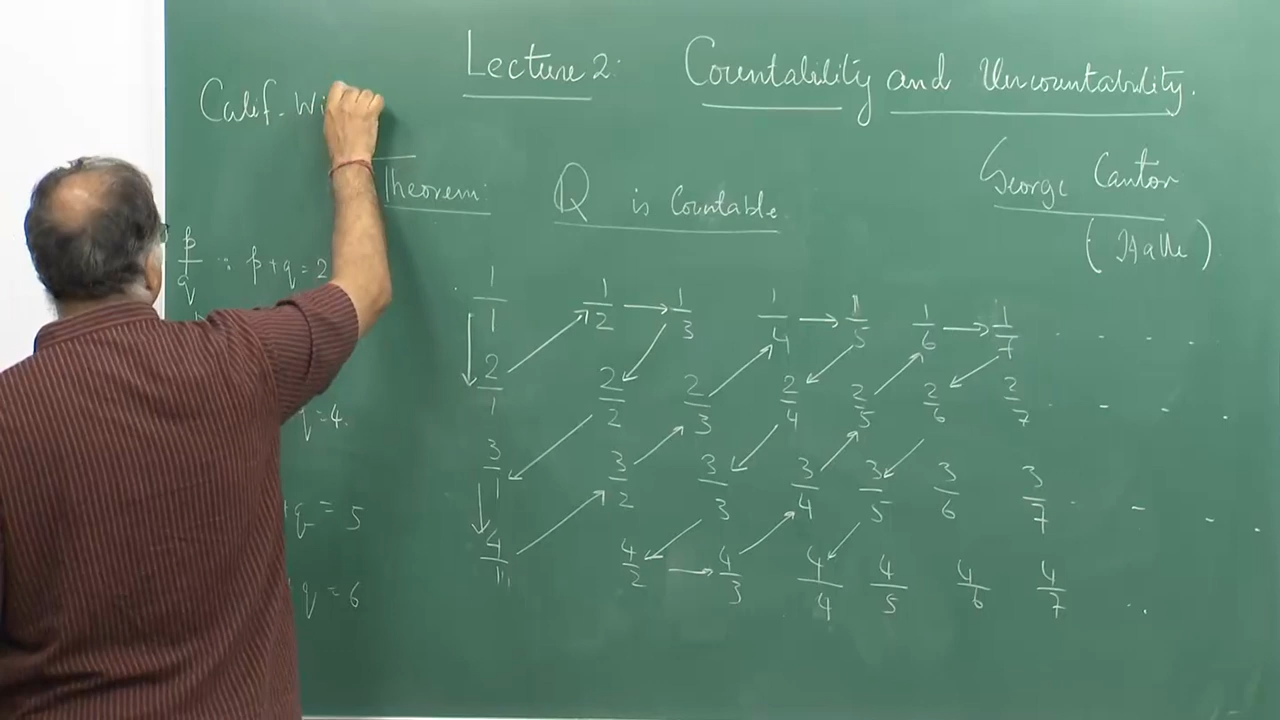 Lecture 2: Countability and Uncountability.
Calif. Wi
Theorem: Q is Countable.
George Cantor
(Halle)
p/q : p+q=2
q=4.
+q=5
q=6
1/1 1/2 → 1/3 1/4 → 1/5 1/6 → 1/7 . . . .
2/1 2/2 2/3 2/4 2/5 2/6 2/7 . . . .
3/1 3/2 3/3 3/4 3/5 3/6 3/7 . . . .
4/1 4/2 → 4/3 4/4 4/5 4/6 4/7 ..